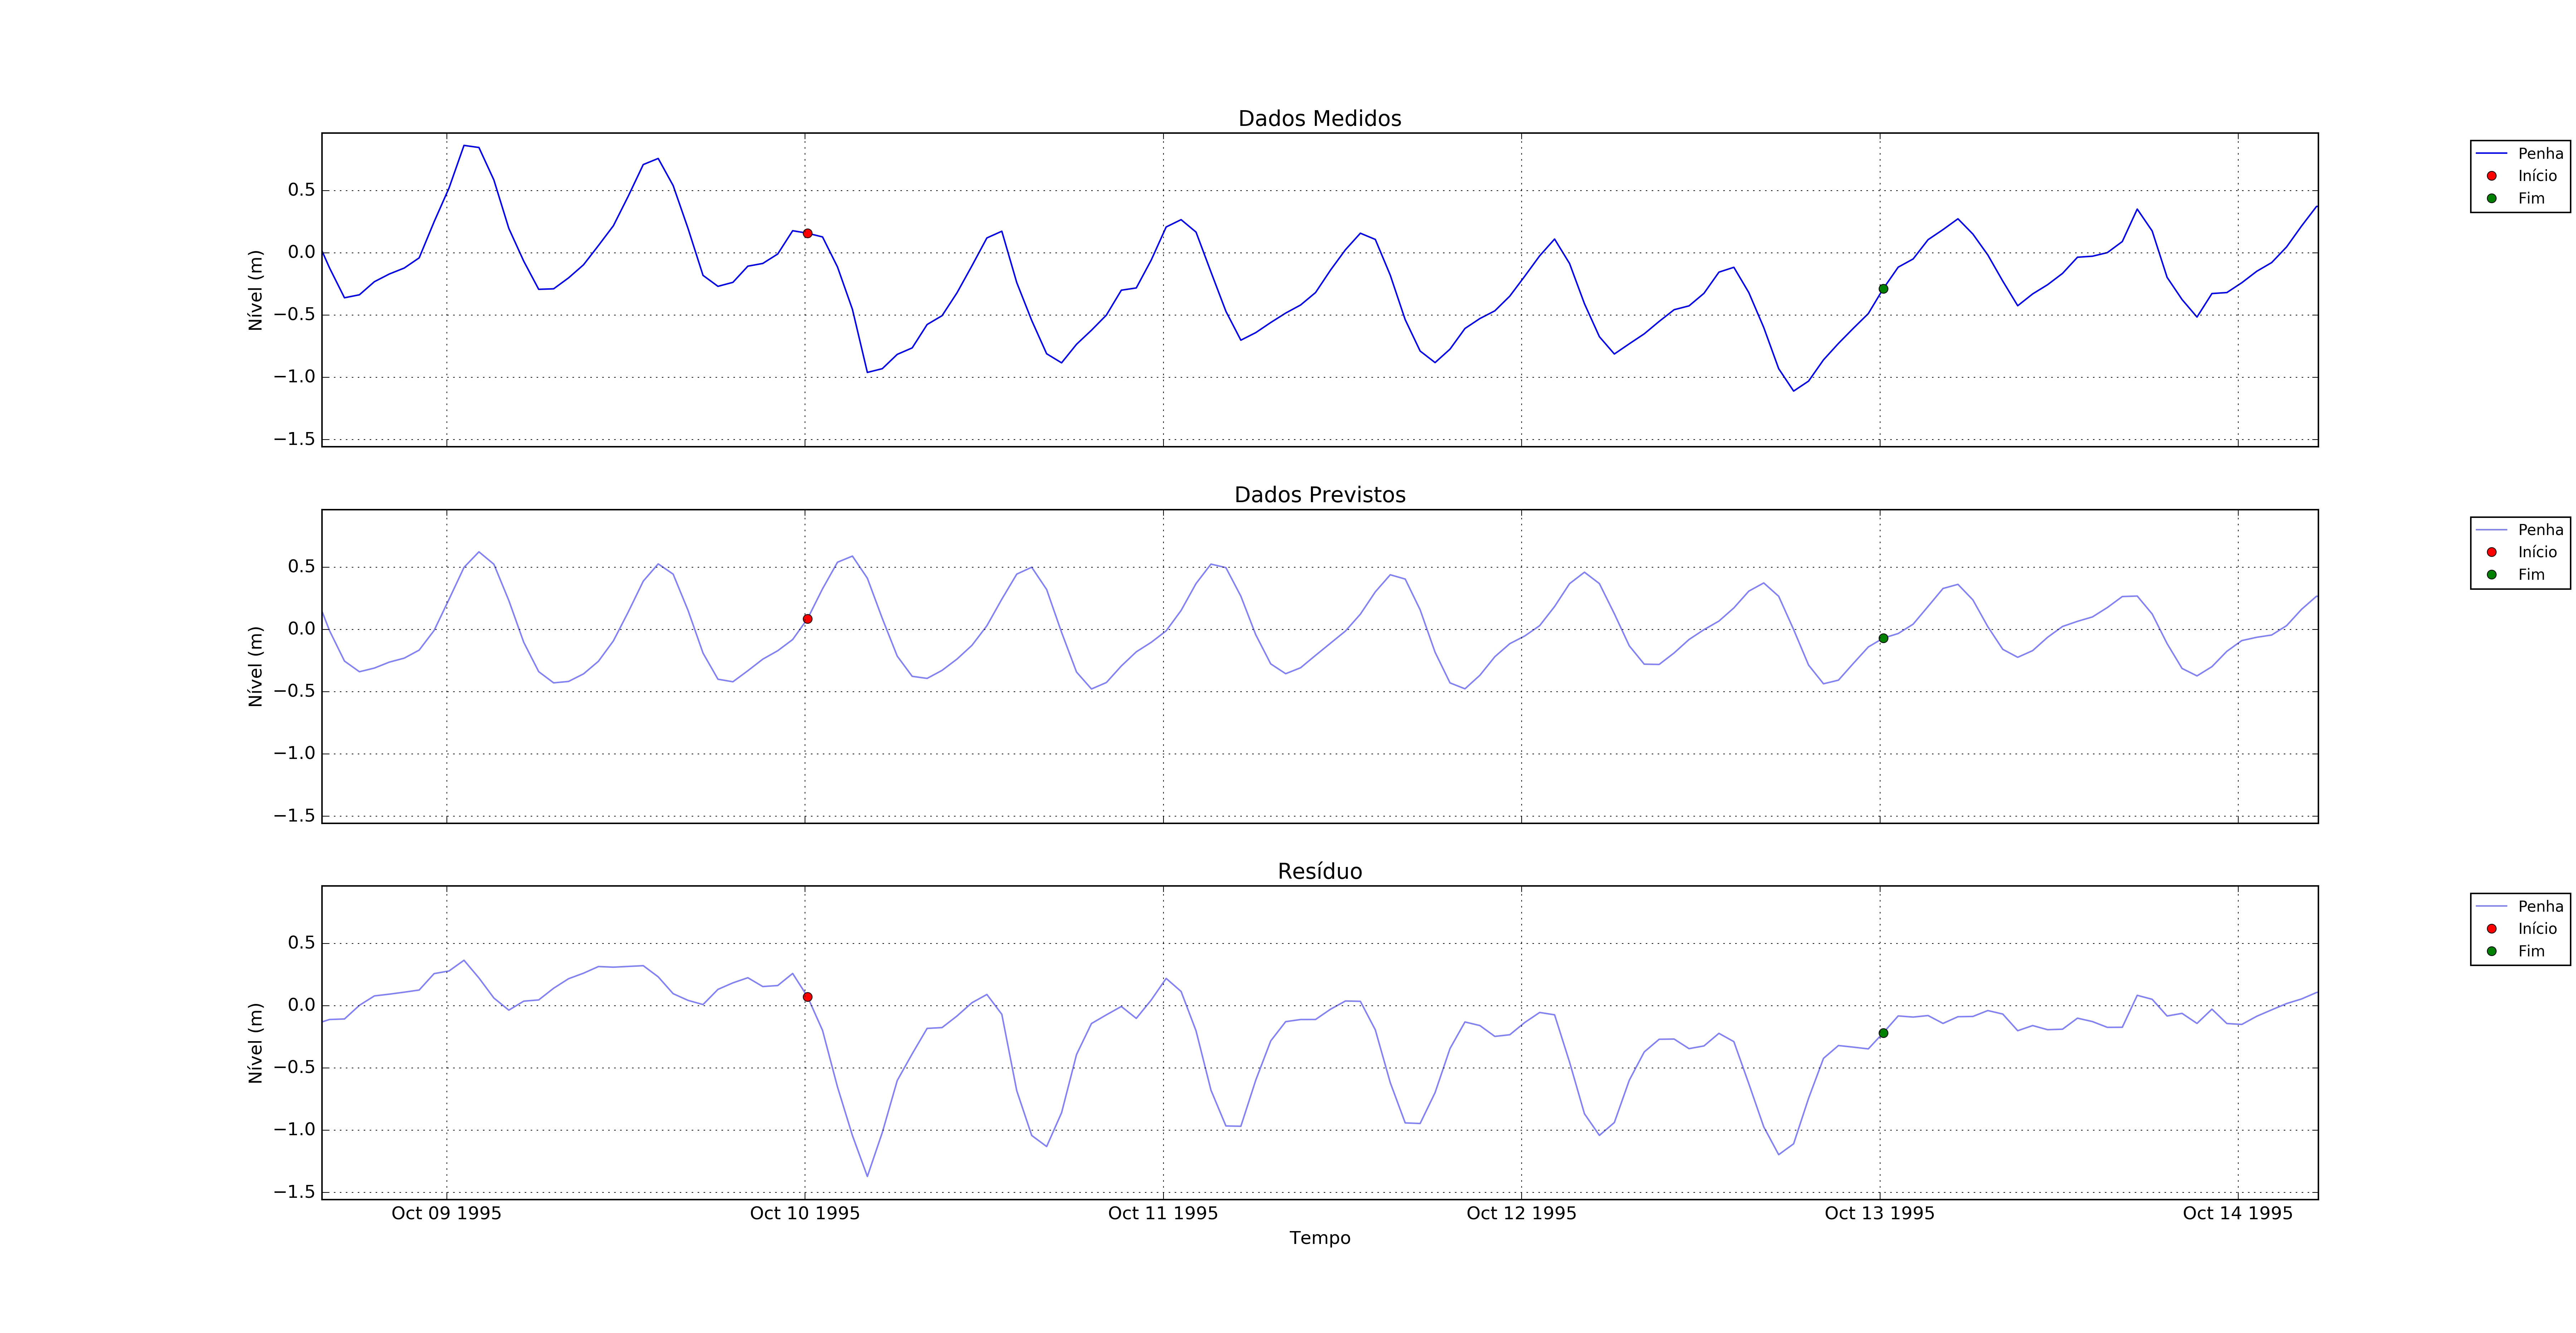 Dados Medidos
Nível (m)
0.5
0.0
−0.5
−1.0
−1.5
Penha
Início
Fim
Dados Previstos
Nível (m)
0.5
0.0
−0.5
−1.0
−1.5
Penha
Início
Fim
Resíduo
Nível (m)
0.5
0.0
−0.5
−1.0
−1.5
Penha
Início
Fim
Oct 09 1995 Oct 10 1995 Oct 11 1995 Oct 12 1995 Oct 13 1995 Oct 14 1995
Tempo